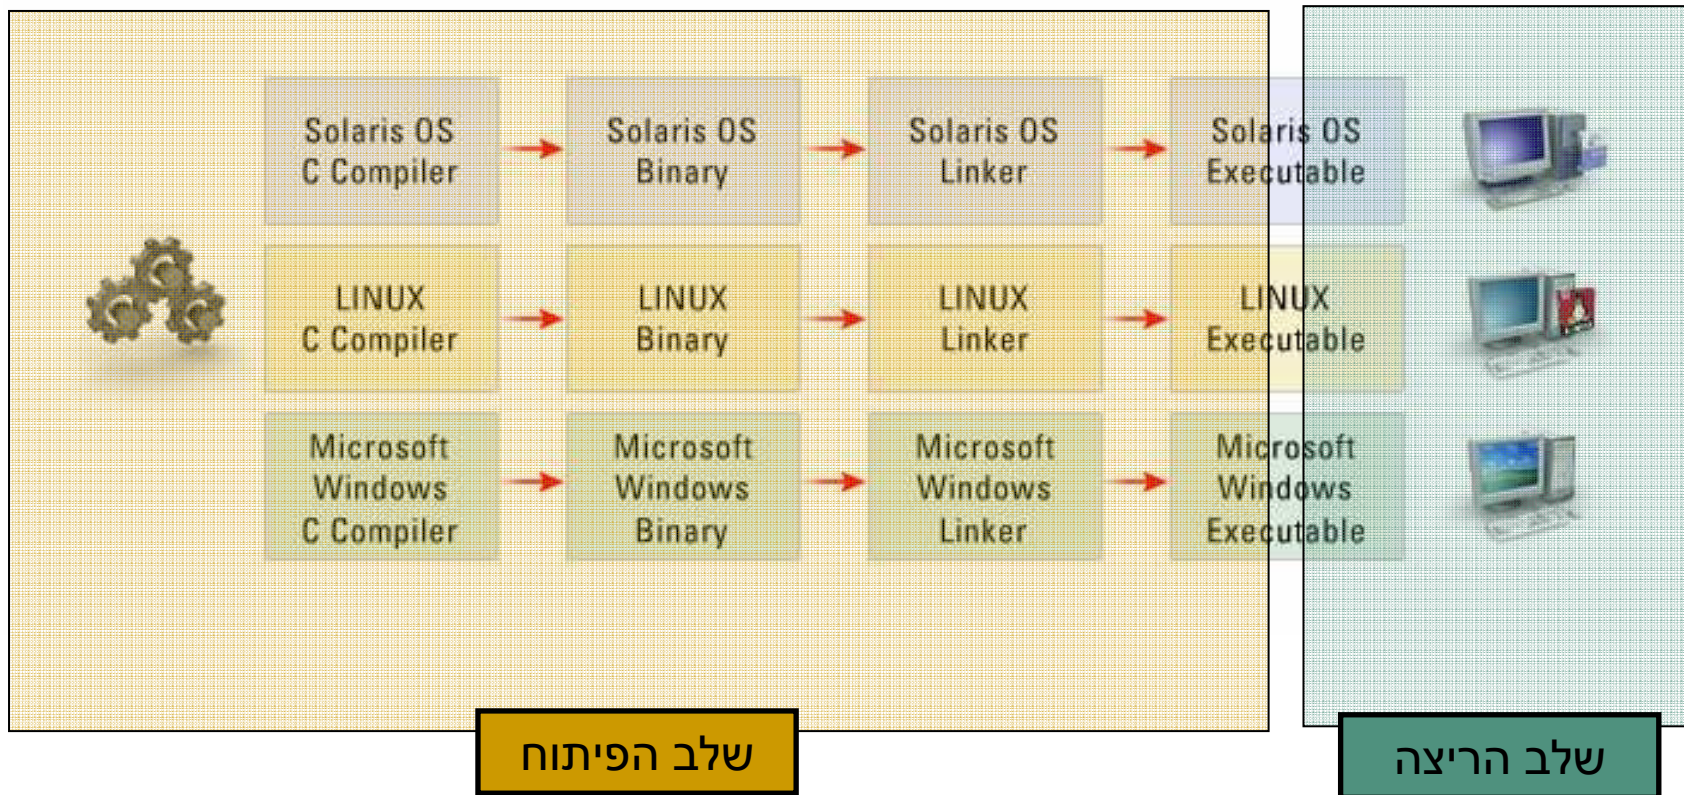 Solaris OS
C Compiler
Solaris OS
Binary
Solaris OS
Linker
Solaris OS
Executable
LINUX
C Compiler
LINUX
Binary
LINUX
Linker
LINUX
Executable
Microsoft
Windows
C Compiler
Microsoft
Windows
Binary
Microsoft
Windows
Linker
Microsoft
Windows
Executable
שלב הפיתוח
שלב הריצה